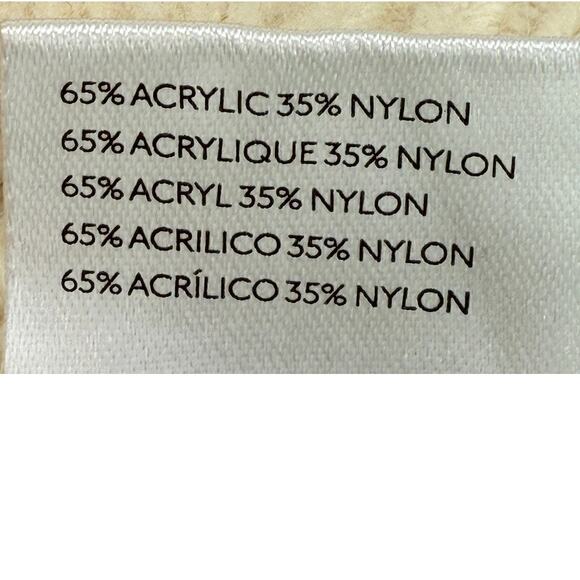 65% ACRYLIC 35% NYLON
65% ACRYLIQUE 35% NYLON
65% ACRYL 35% NYLON
65% ACRILICO 35% NYLON
65% ACRÍLICO 35% NYLON